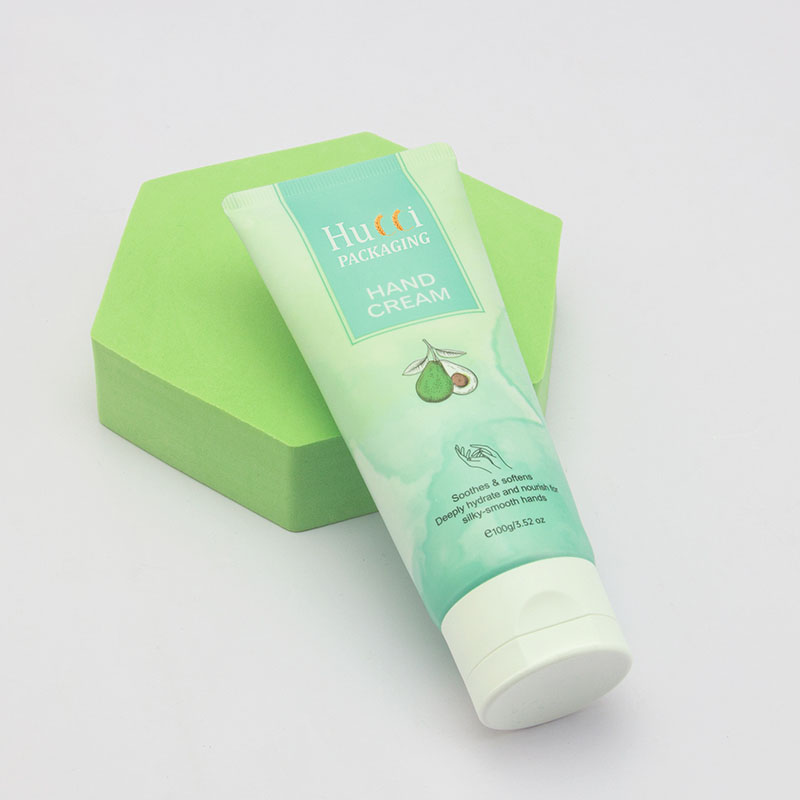 Hucci
PACKAGING
HAND
CREAM
Soothes & softens
Deeply hydrate and nourish for
silky-smooth hands
℮100g/3.52 oz